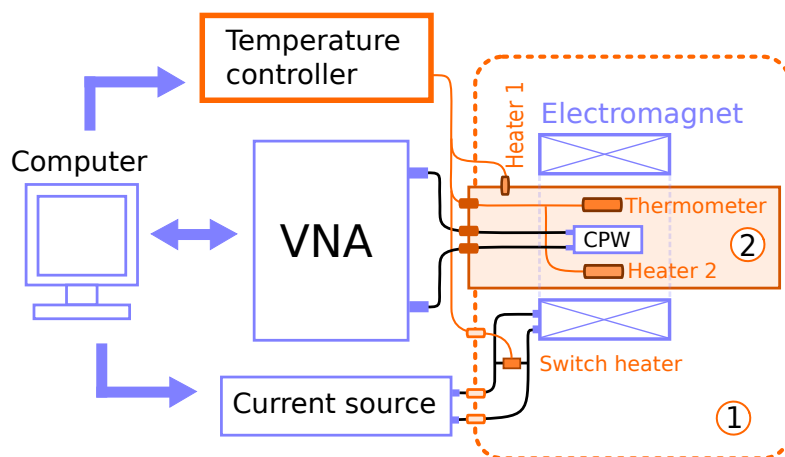 Temperature
controller
Computer
VNA
Current source
Heater 1
Electromagnet
Thermometer
CPW
2
Heater 2
Switch heater
1